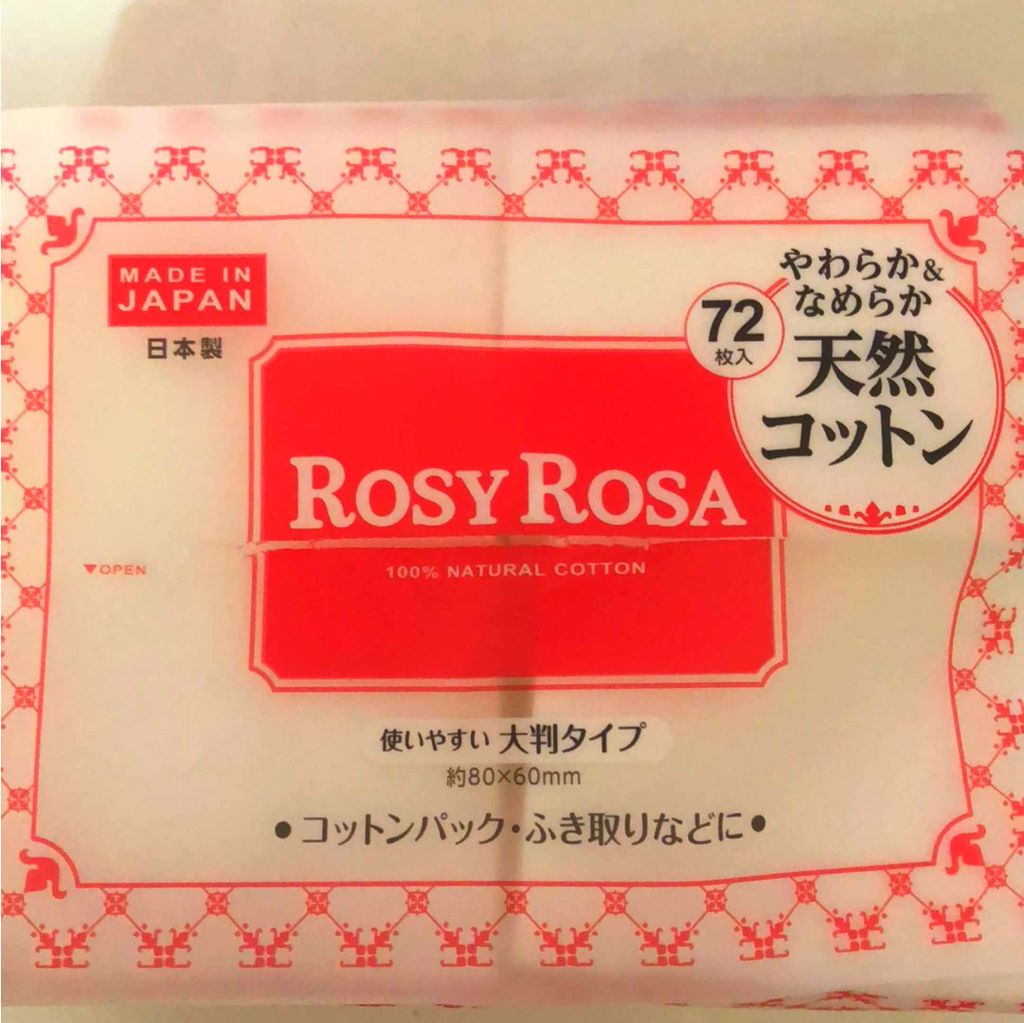 MADE IN
JAPAN
日本製
72
枚入
やわらか&
なめらか
天然
コットン
ROSY ROSA
▼OPEN
100% NATURAL COTTON
使いやすい 大判タイプ
約80×60mm
●コットンパック・ふき取りなどに●